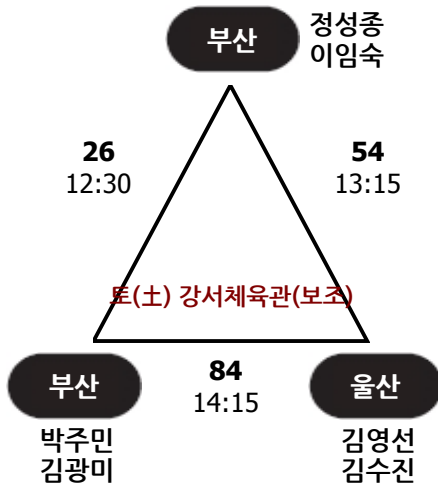 부산
정성종
이임숙
26
12:30
54
13:15
토(土) 강서체육관(보조)
부산
84
14:15
울산
박주민
김광미
김영선
김수진